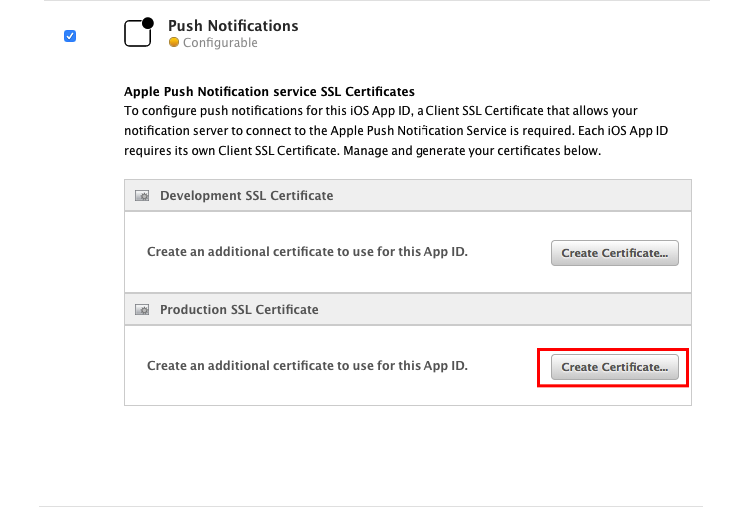 Push Notifications
Configurable
Apple Push Notification service SSL Certificates
To configure push notifications for this iOS App ID, a Client SSL Certificate that allows your
notification server to connect to the Apple Push Notification Service is required. Each iOS App ID
requires its own Client SSL Certificate. Manage and generate your certificates below.
Development SSL Certificate
Create an additional certificate to use for this App ID.
Create Certificate...
Production SSL Certificate
Create an additional certificate to use for this App ID.
Create Certificate...